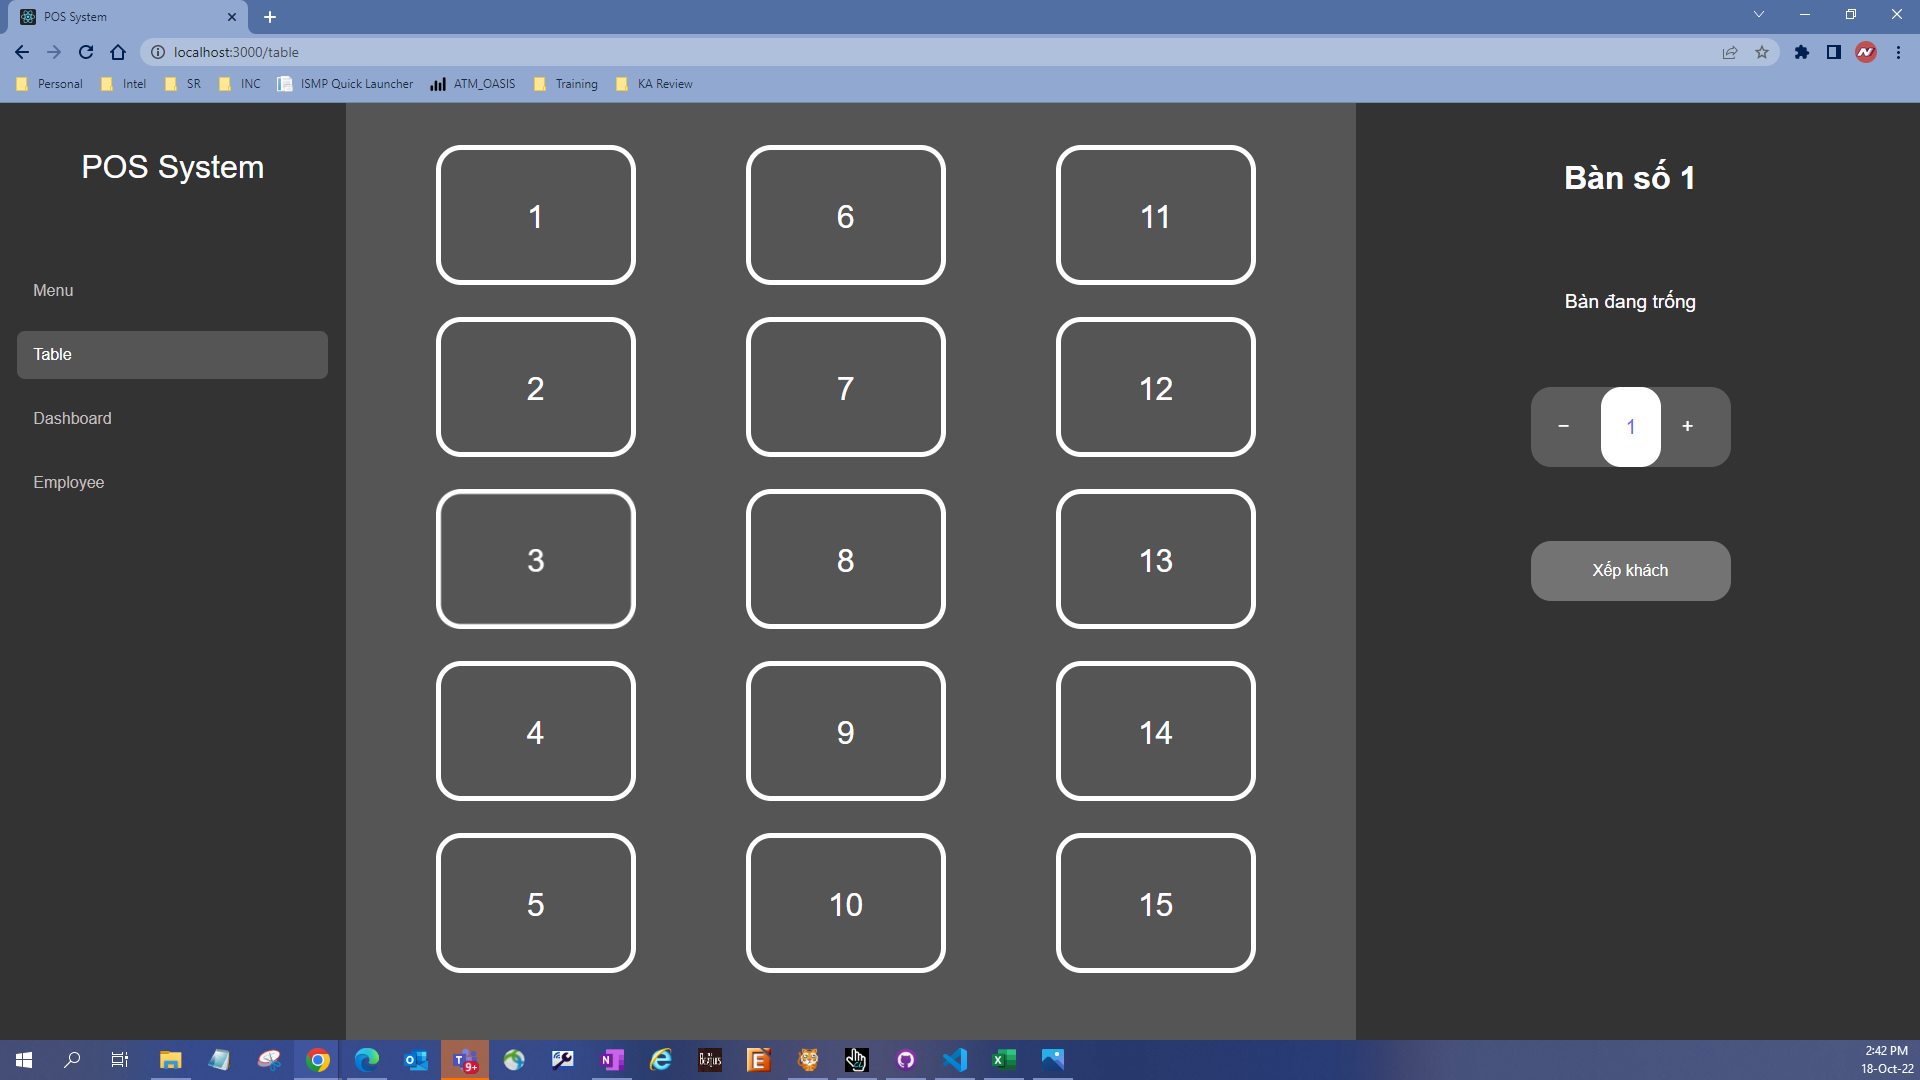 POS System
localhost:3000/table
Personal
Intel
SR
INC
ISMP Quick Launcher
ATM_OASIS
Training
KA Review
POS System
Menu
Table
Dashboard
Employee
1
6
11
2
7
12
3
8
13
4
9
14
5
10
15
Bàn số 1
Bàn đang trống
− 1 +
Xếp khách
9+
2:42 PM
18-Oct-22